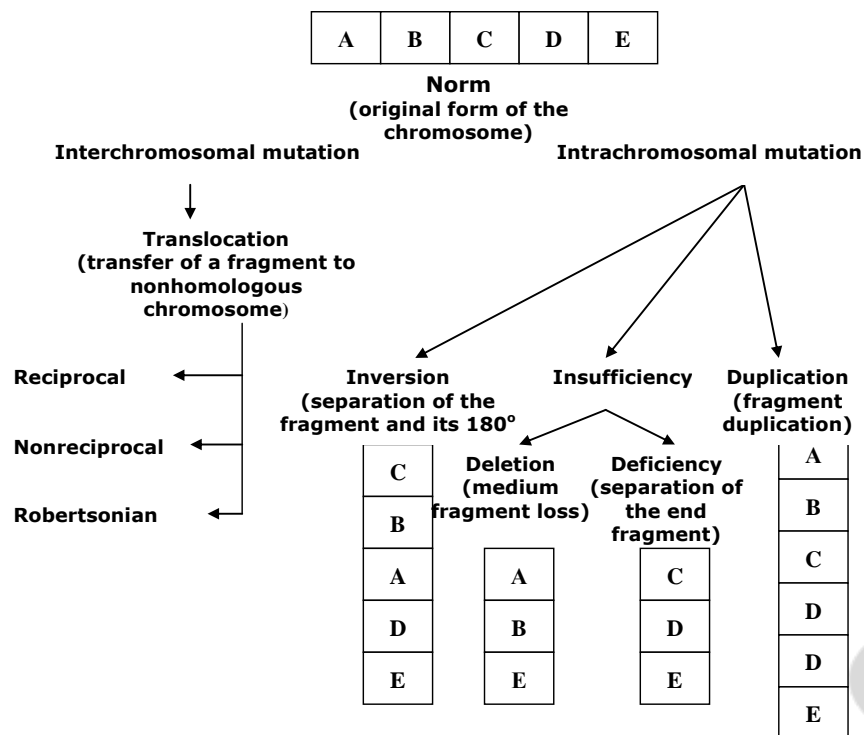 A B C D E
Norm
(original form of the
chromosome)
Interchromosomal mutation
Intrachromosomal mutation
Translocation
(transfer of a fragment to
nonhomologous
chromosome)
Reciprocal
Nonreciprocal
Robertsonian
Inversion
(separation of the
fragment and its 180°
C
B
A
D
E
Insufficiency
Deletion
(medium
fragment loss)
A
B
E
Deficiency
(separation of
the end
fragment)
C
D
E
Duplication
(fragment
duplication)
A
B
C
D
D
E